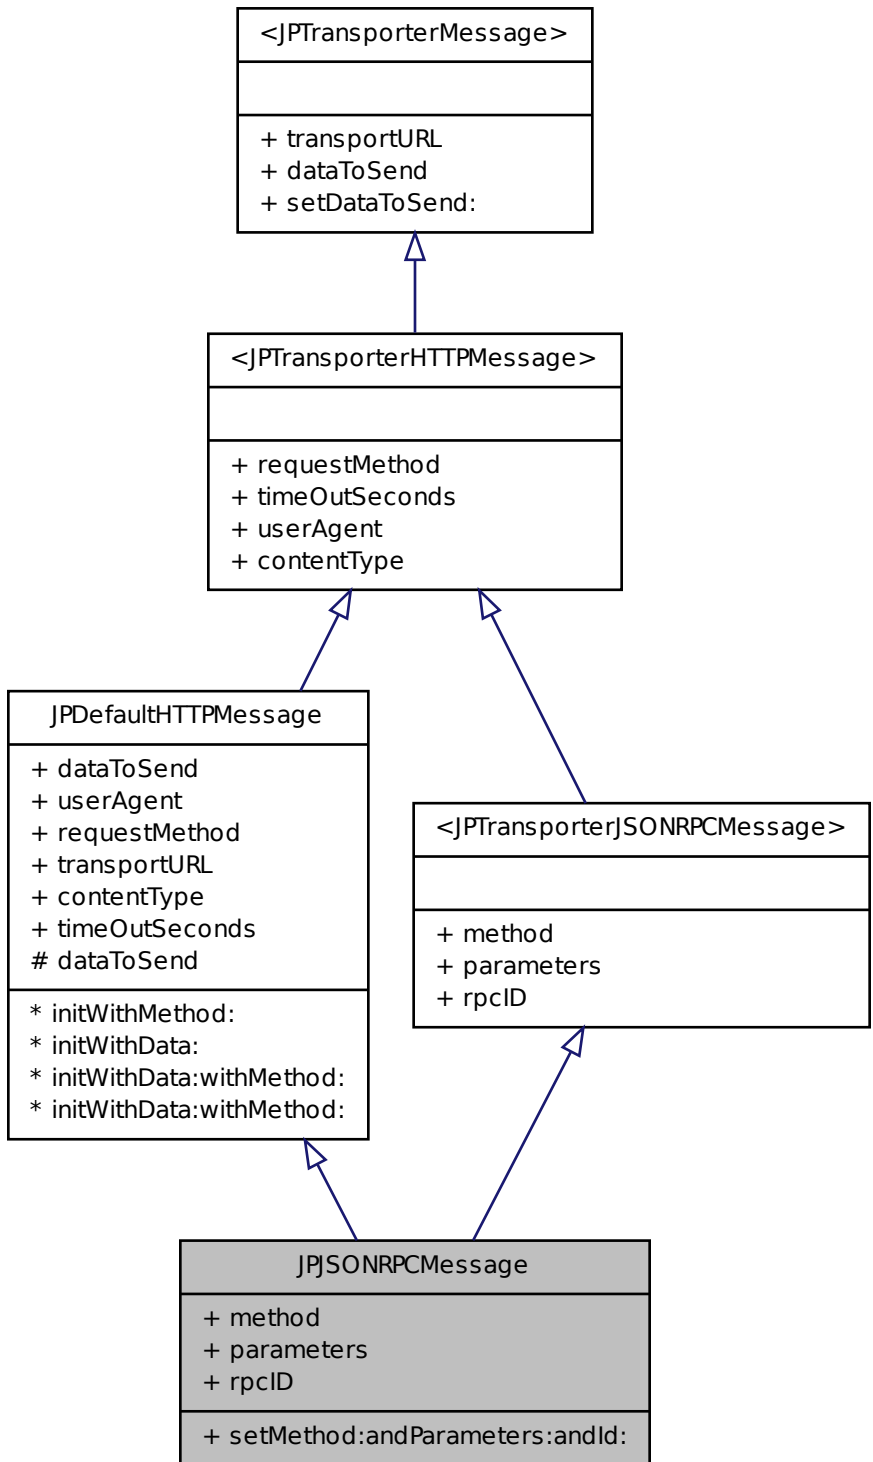 <JPTransporterMessage>
+ transportURL
+ dataToSend
+ setDataToSend:
<JPTransporterHTTPMessage>
+ requestMethod
+ timeOutSeconds
+ userAgent
+ contentType
JPDefaultHTTPMessage
+ dataToSend
+ userAgent
+ requestMethod
+ transportURL
+ contentType
+ timeOutSeconds
# dataToSend
* initWithMethod:
* initWithData:
* initWithData:withMethod:
* initWithData:withMethod:
<JPTransporterJSONRPCMessage>
+ method
+ parameters
+ rpcID
JPJSONRPCMessage
+ method
+ parameters
+ rpcID
+ setMethod:andParameters:andId: